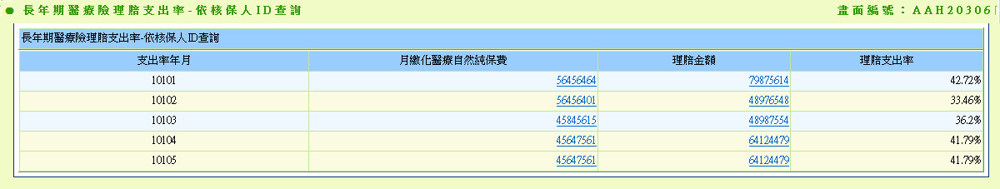 長年期醫療險理賠支出率-依核保人ID查詢 畫面編號：AAH20306
長年期醫療險理賠支出率-依核保人ID查詢
支出率年月 月繳化醫療自然純保費 理賠金額 理賠支出率
10101 56456464 79875614 42.72%
10102 56456401 48976548 33.46%
10103 45845615 48987554 36.2%
10104 45647561 64124479 41.79%
10105 45647561 64124479 41.79%